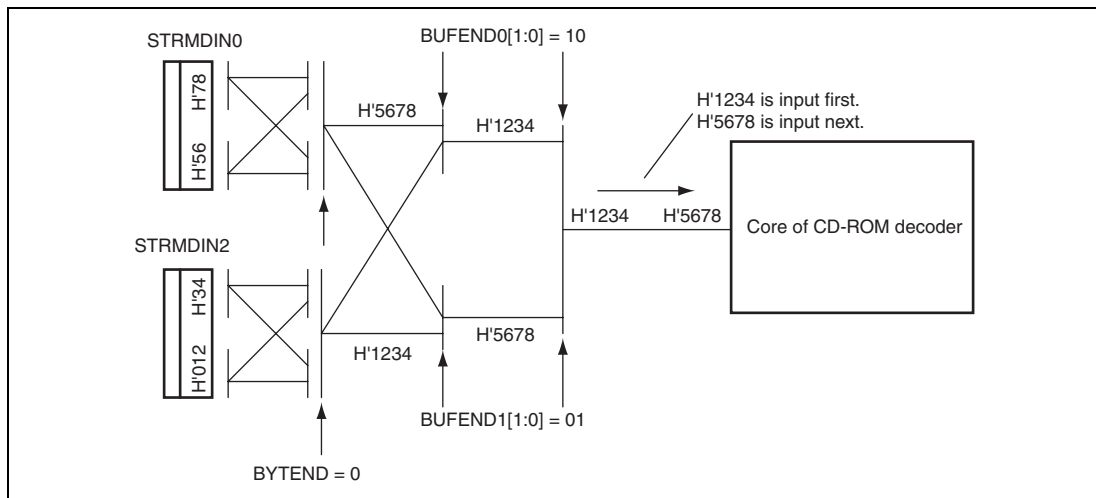 STRMDIN0
H'78
H'56
STRMDIN2
H'34
H'012
BYTEND = 0
H'5678
H'1234
BUFEND0[1:0] = 10
H'1234
H'5678
BUFEND1[1:0] = 01
H'1234 is input first.
H'5678 is input next.
H'1234
H'5678
Core of CD-ROM decoder